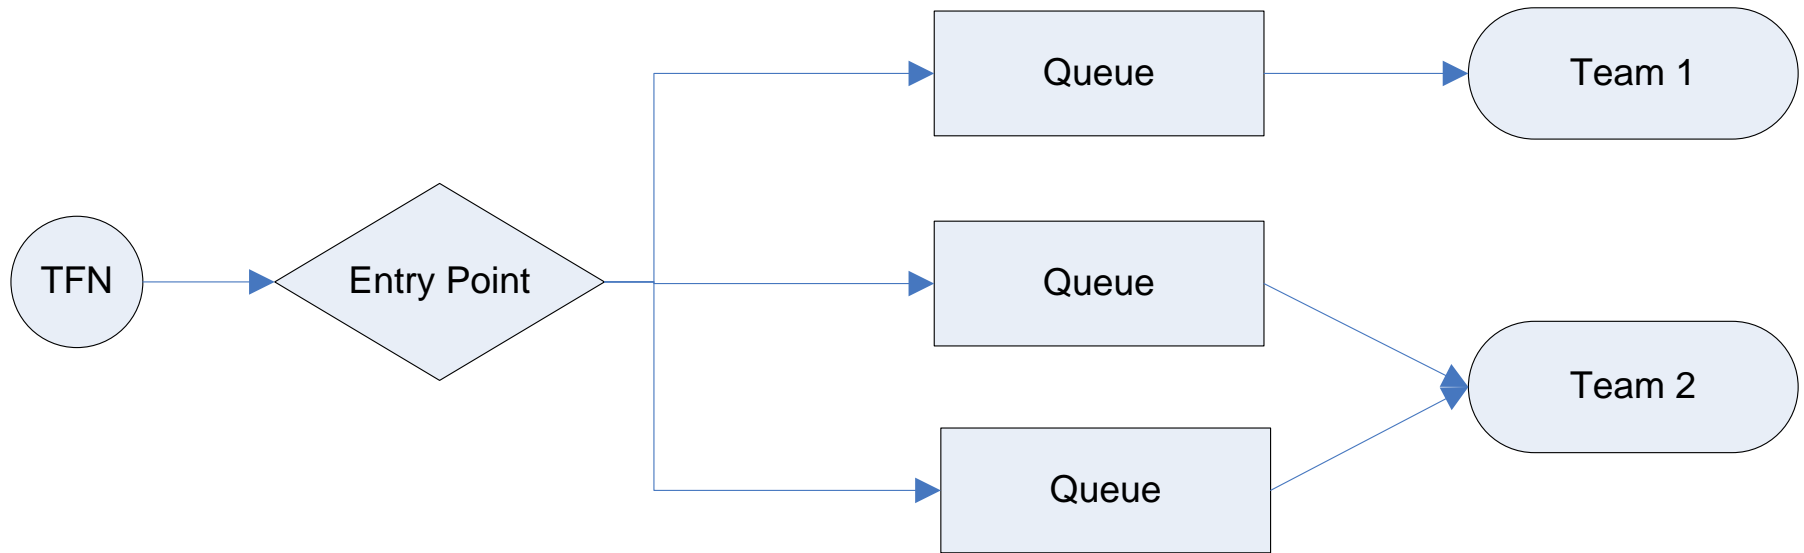 TFN
Entry Point
Queue
Queue
Queue
Team 1
Team 2